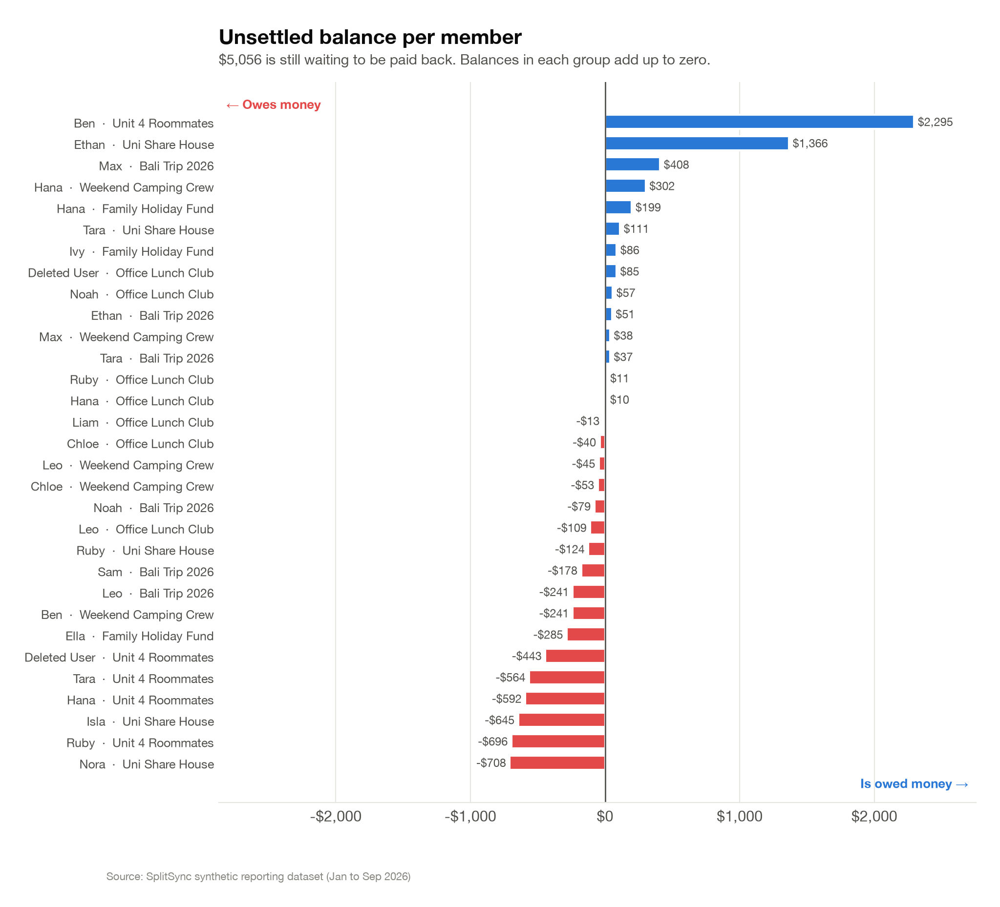 Unsettled balance per member
$5,056 is still waiting to be paid back. Balances in each group add up to zero.
← Owes money
Ben · Unit 4 Roommates $2,295
Ethan · Uni Share House $1,366
Max · Bali Trip 2026 $408
Hana · Weekend Camping Crew $302
Hana · Family Holiday Fund $199
Tara · Uni Share House $111
Ivy · Family Holiday Fund $86
Deleted User · Office Lunch Club $85
Noah · Office Lunch Club $57
Ethan · Bali Trip 2026 $51
Max · Weekend Camping Crew $38
Tara · Bali Trip 2026 $37
Ruby · Office Lunch Club $11
Hana · Office Lunch Club $10
Liam · Office Lunch Club -$13
Chloe · Office Lunch Club -$40
Leo · Weekend Camping Crew -$45
Chloe · Weekend Camping Crew -$53
Noah · Bali Trip 2026 -$79
Leo · Office Lunch Club -$109
Ruby · Uni Share House -$124
Sam · Bali Trip 2026 -$178
Leo · Bali Trip 2026 -$241
Ben · Weekend Camping Crew -$241
Ella · Family Holiday Fund -$285
Deleted User · Unit 4 Roommates -$443
Tara · Unit 4 Roommates -$564
Hana · Unit 4 Roommates -$592
Isla · Uni Share House -$645
Ruby · Unit 4 Roommates -$696
Nora · Uni Share House -$708
Is owed money →
-$2,000 -$1,000 $0 $1,000 $2,000
Source: SplitSync synthetic reporting dataset (Jan to Sep 2026)